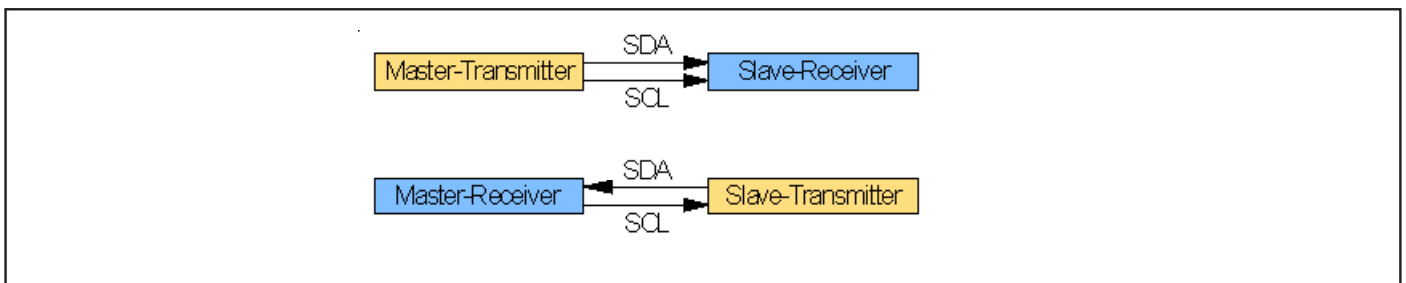 SDA
Master-Transmitter Slave-Receiver
SCL
SDA
Master-Receiver Slave-Transmitter
SCL